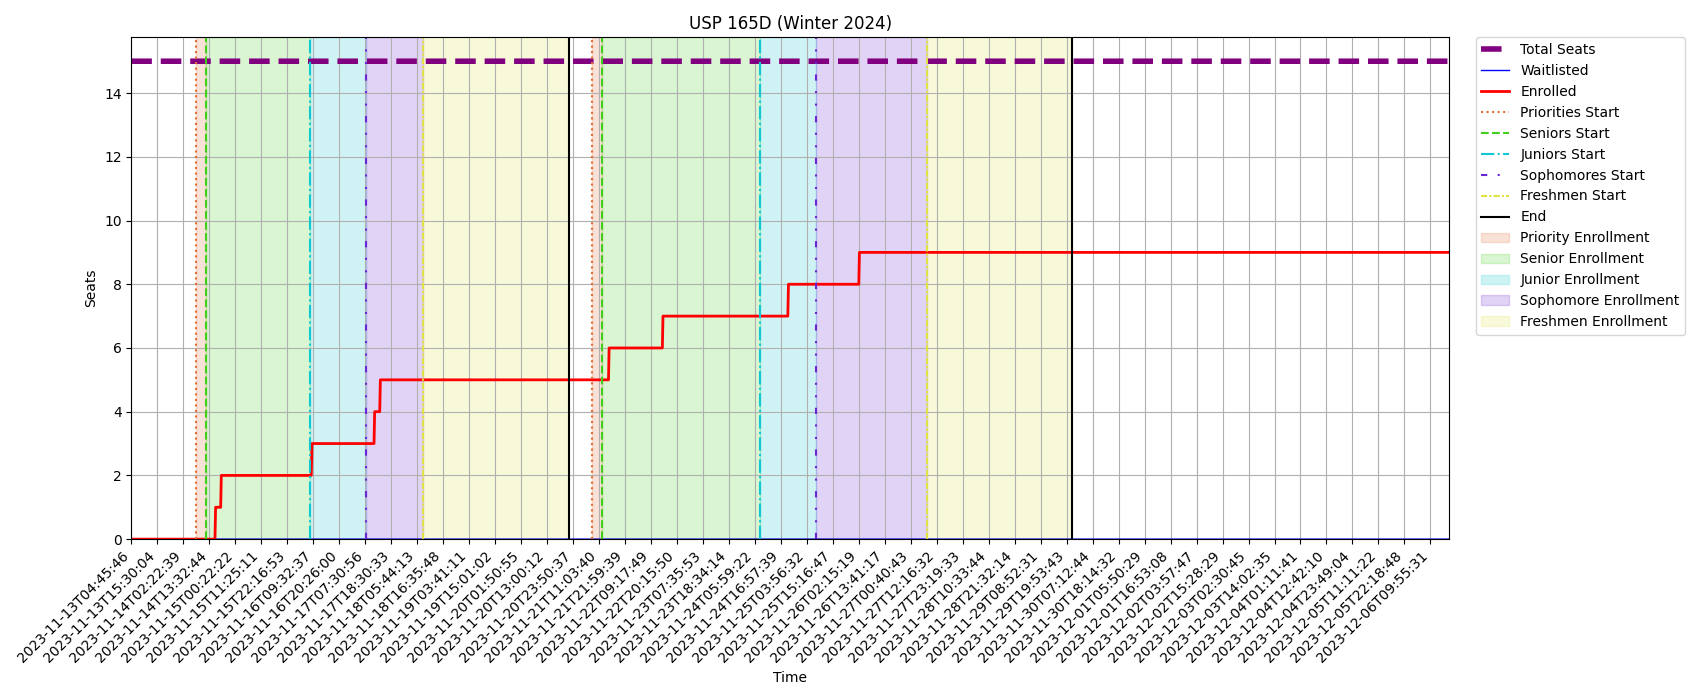 USP 165D (Winter 2024)
Seats
14
12
10
8
6
4
2
0
2023-11-13T04:45:46
2023-11-13T15:30:04
2023-11-14T02:22:39
2023-11-14T13:32:44
2023-11-15T00:22:22
2023-11-15T11:25:11
2023-11-15T22:16:53
2023-11-16T09:32:37
2023-11-16T20:26:00
2023-11-17T07:30:56
2023-11-17T18:30:33
2023-11-18T05:44:13
2023-11-18T16:35:48
2023-11-19T03:41:11
2023-11-19T15:01:02
2023-11-20T01:50:55
2023-11-20T13:00:12
2023-11-20T23:50:37
2023-11-21T11:03:40
2023-11-21T21:59:39
2023-11-22T09:17:49
2023-11-22T20:15:50
2023-11-23T07:35:53
2023-11-23T18:34:14
2023-11-24T05:59:22
2023-11-24T16:57:39
2023-11-25T03:56:32
2023-11-25T15:16:47
2023-11-26T02:15:19
2023-11-26T13:41:17
2023-11-27T00:40:43
2023-11-27T12:16:32
2023-11-27T23:19:33
2023-11-28T10:33:44
2023-11-28T21:32:14
2023-11-29T08:52:31
2023-11-29T19:53:43
2023-11-30T07:12:44
2023-11-30T18:14:32
2023-12-01T05:50:29
2023-12-01T16:53:08
2023-12-02T03:57:47
2023-12-02T15:28:29
2023-12-03T02:30:45
2023-12-03T14:02:35
2023-12-04T01:11:41
2023-12-04T12:42:10
2023-12-04T23:49:04
2023-12-05T11:11:22
2023-12-05T22:18:48
2023-12-06T09:55:31
Time
Total Seats
Waitlisted
Enrolled
Priorities Start
Seniors Start
Juniors Start
Sophomores Start
Freshmen Start
End
Priority Enrollment
Senior Enrollment
Junior Enrollment
Sophomore Enrollment
Freshmen Enrollment